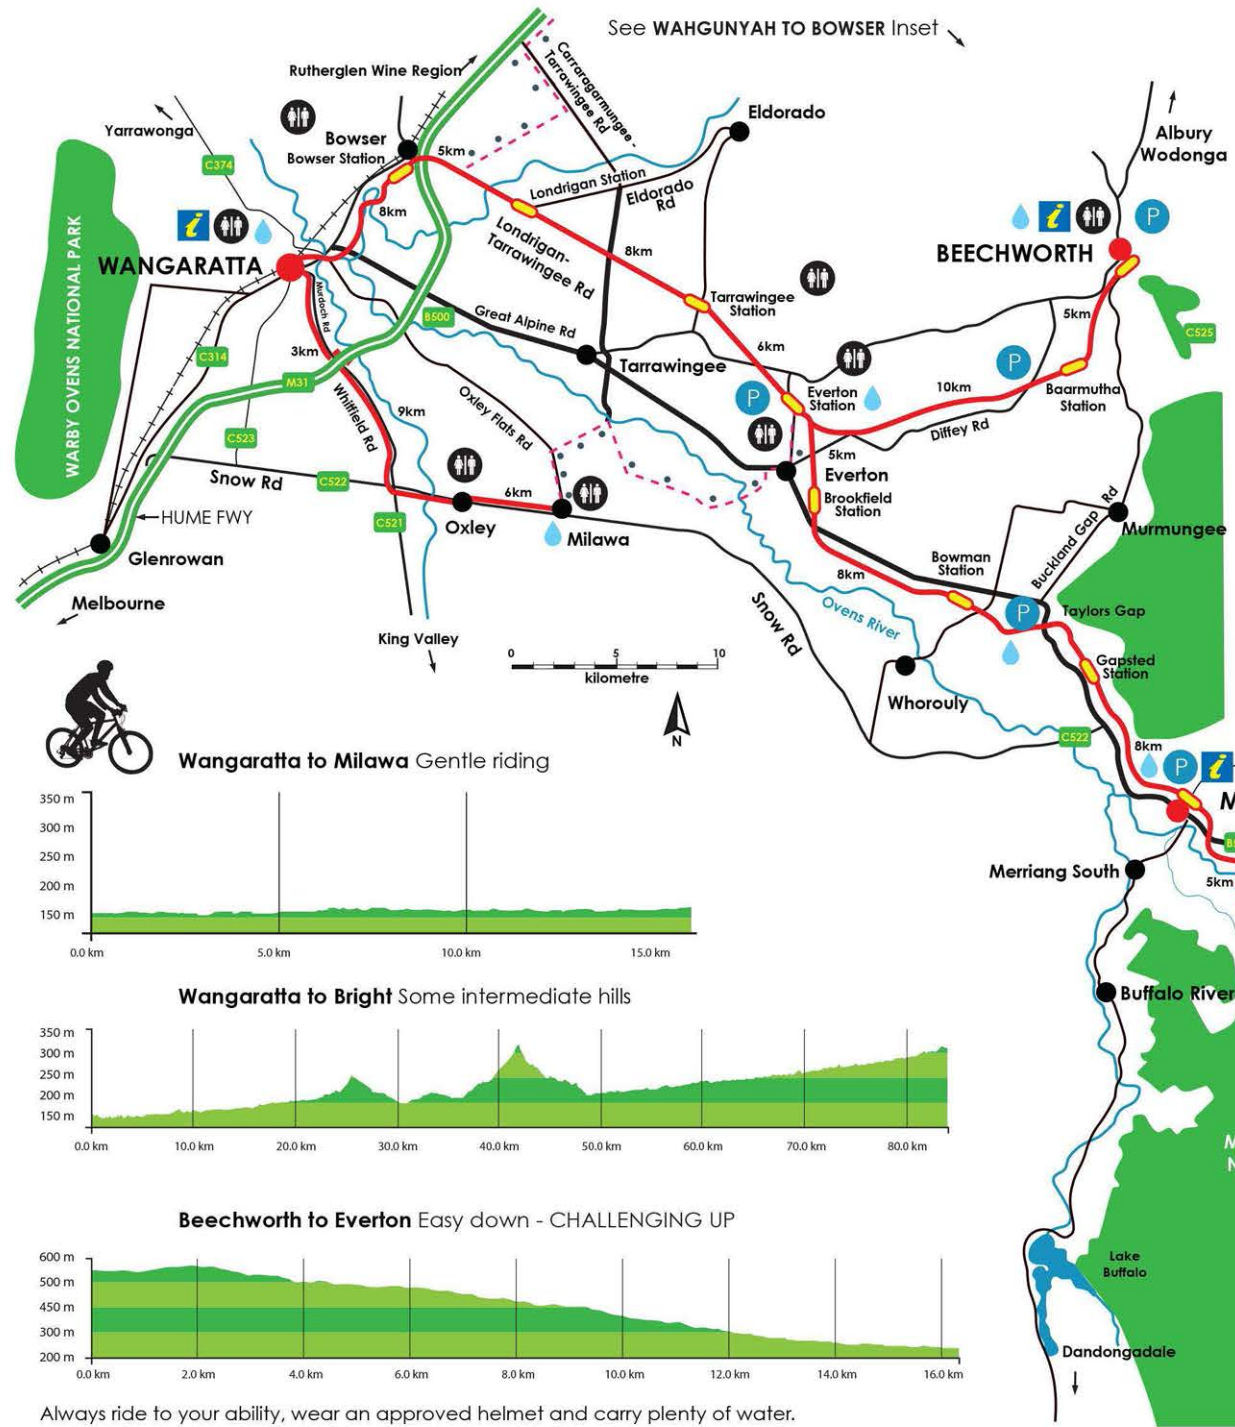 See WAHGUNYAH TO BOWSER Inset
Rutherglen Wine Region
Carraragarmungee -
Tarrawingee Rd
Yarrawonga
Bowser
Bowser Station
5km
Eldorado
Albury
Wodonga
C374
Londrigan Station
Eldorado
Rd
8km
i
WANGARATTA
WARBY OVENS NATIONAL PARK
Londrigan-
Tarrawingee Rd
8km
i
P
BEECHWORTH
Murdoch Rd
B500
Great Alpine Rd
Tarrawingee
Station
5km
C525
C314
3km
M31
Tarrawingee
6km
P
10km
Baarmutha
Station
Whitfield Rd
9km
Oxley Flats Rd
P
Everton
Station
Diffey Rd
C523
Snow Rd
C522
5km
Everton
6km
Brookfield
Station
HUME FWY
C521
Oxley
Milawa
Buckland Gap Rd
Murmungee
Glenrowan
Bowman
Station
8km
Melbourne
Ovens River
P
Taylors Gap
King Valley
Snow Rd
0
5
10
kilometre
Gapsted
Station
Whorouly
N
C522
8km
P
i
M
B5
5km
Merriang South
Buffalo River
M
N
Lake
Buffalo
Dandongadale
Wangaratta to Milawa Gentle riding
350 m
300 m
250 m
200 m
150 m
0.0 km
5.0 km
10.0 km
15.0 km
Wangaratta to Bright Some intermediate hills
350 m
300 m
250 m
200 m
150 m
0.0 km
10.0 km
20.0 km
30.0 km
40.0 km
50.0 km
60.0 km
70.0 km
80.0 km
Beechworth to Everton Easy down - CHALLENGING UP
600 m
500 m
450 m
300 m
200 m
0.0 km
2.0 km
4.0 km
6.0 km
8.0 km
10.0 km
12.0 km
14.0 km
16.0 km
Always ride to your ability, wear an approved helmet and carry plenty of water.